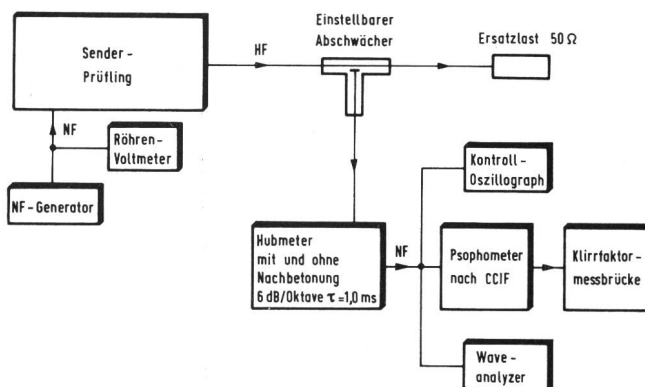 Sender-
Prüfling
HF
Einstellbarer
Abschwächer
Ersatzlast 50Ω
NF
Röhren-
Voltmeter
NF-Generator
Hubmeter
mit und ohne
Nachbetonung
6 dB/Oktave τ=1,0 ms
NF
Kontroll-
Oszillograph
Psophometer
nach CCIF
Klirrfaktor-
messbrücke
Wave-
analyzer